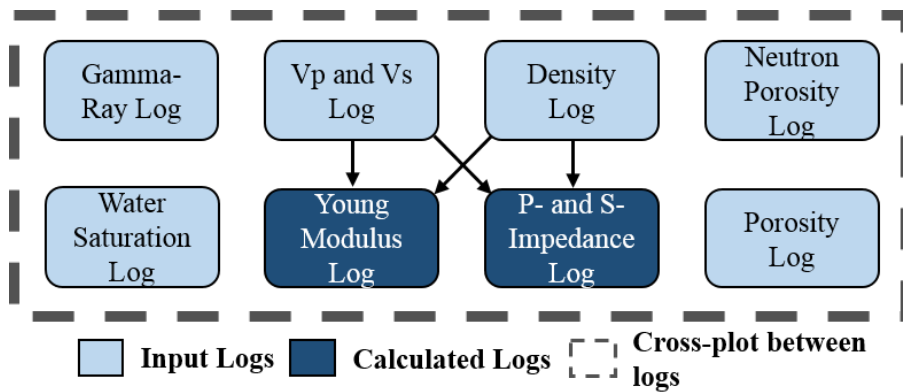 Gamma-
Ray Log
Vp and Vs
Log
Density
Log
Neutron
Porosity
Log
Water
Saturation
Log
Young
Modulus
Log
P- and S-
Impedance
Log
Porosity
Log
Input Logs
Calculated Logs
Cross-plot between
logs